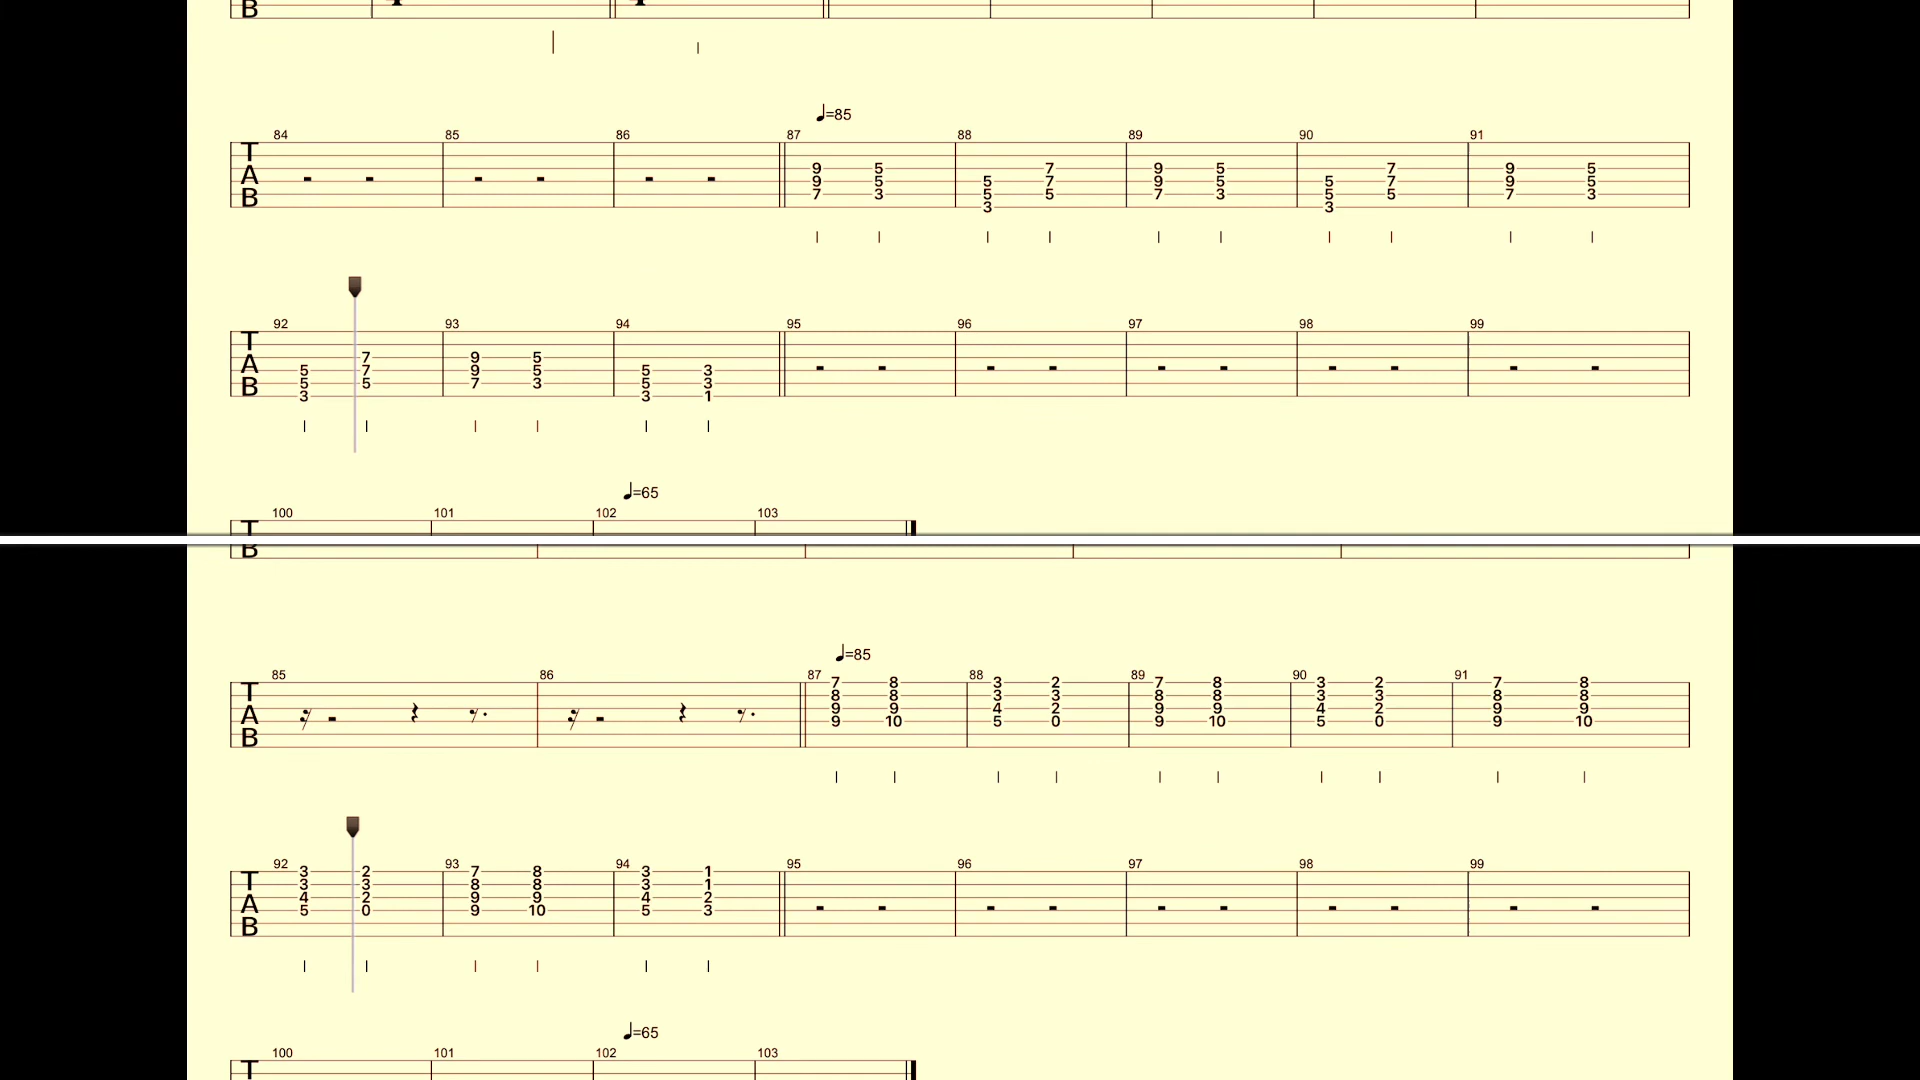 B
♩=85
84 85 86 87 88 89 90 91
T
9 5 7 9 5 7 9 5
A 9 5 5 7 9 5 5 7 9 5
B 7 3 5 5 7 3 5 5 7 3
3 3
92 93 94 95 96 97 98 99
T
7 9 5
A 5 7 9 5 5 3
B 5 5 7 3 5 3
3 3 1
♩=65
100 101 102 103
T
B
♩=85
85 86 87 88 89 90 91
7 8 3 2 7 8 3 2 7 8
T 8 8 3 3 8 8 3 3 8 8
A 9 9 4 2 9 9 4 2 9 9
9 10 5 0 9 10 5 0 9 10
B
92 93 94 95 96 97 98 99
3 2 7 8 3 1
T 3 3 8 8 3 1
A 4 2 9 9 4 2
5 0 9 10 5 3
B
♩=65
100 101 102 103
T